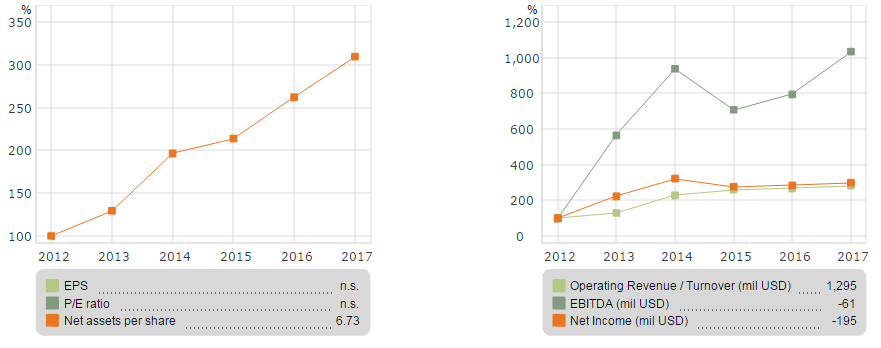 %
350
300
250
200
150
100
2012 2013 2014 2015 2016 2017
EPS n.s.
P/E ratio n.s.
Net assets per share 6.73
%
1,200
1,000
800
600
400
200
0
2012 2013 2014 2015 2016 2017
Operating Revenue / Turnover (mil USD) 1,295
EBITDA (mil USD) -61
Net Income (mil USD) -195